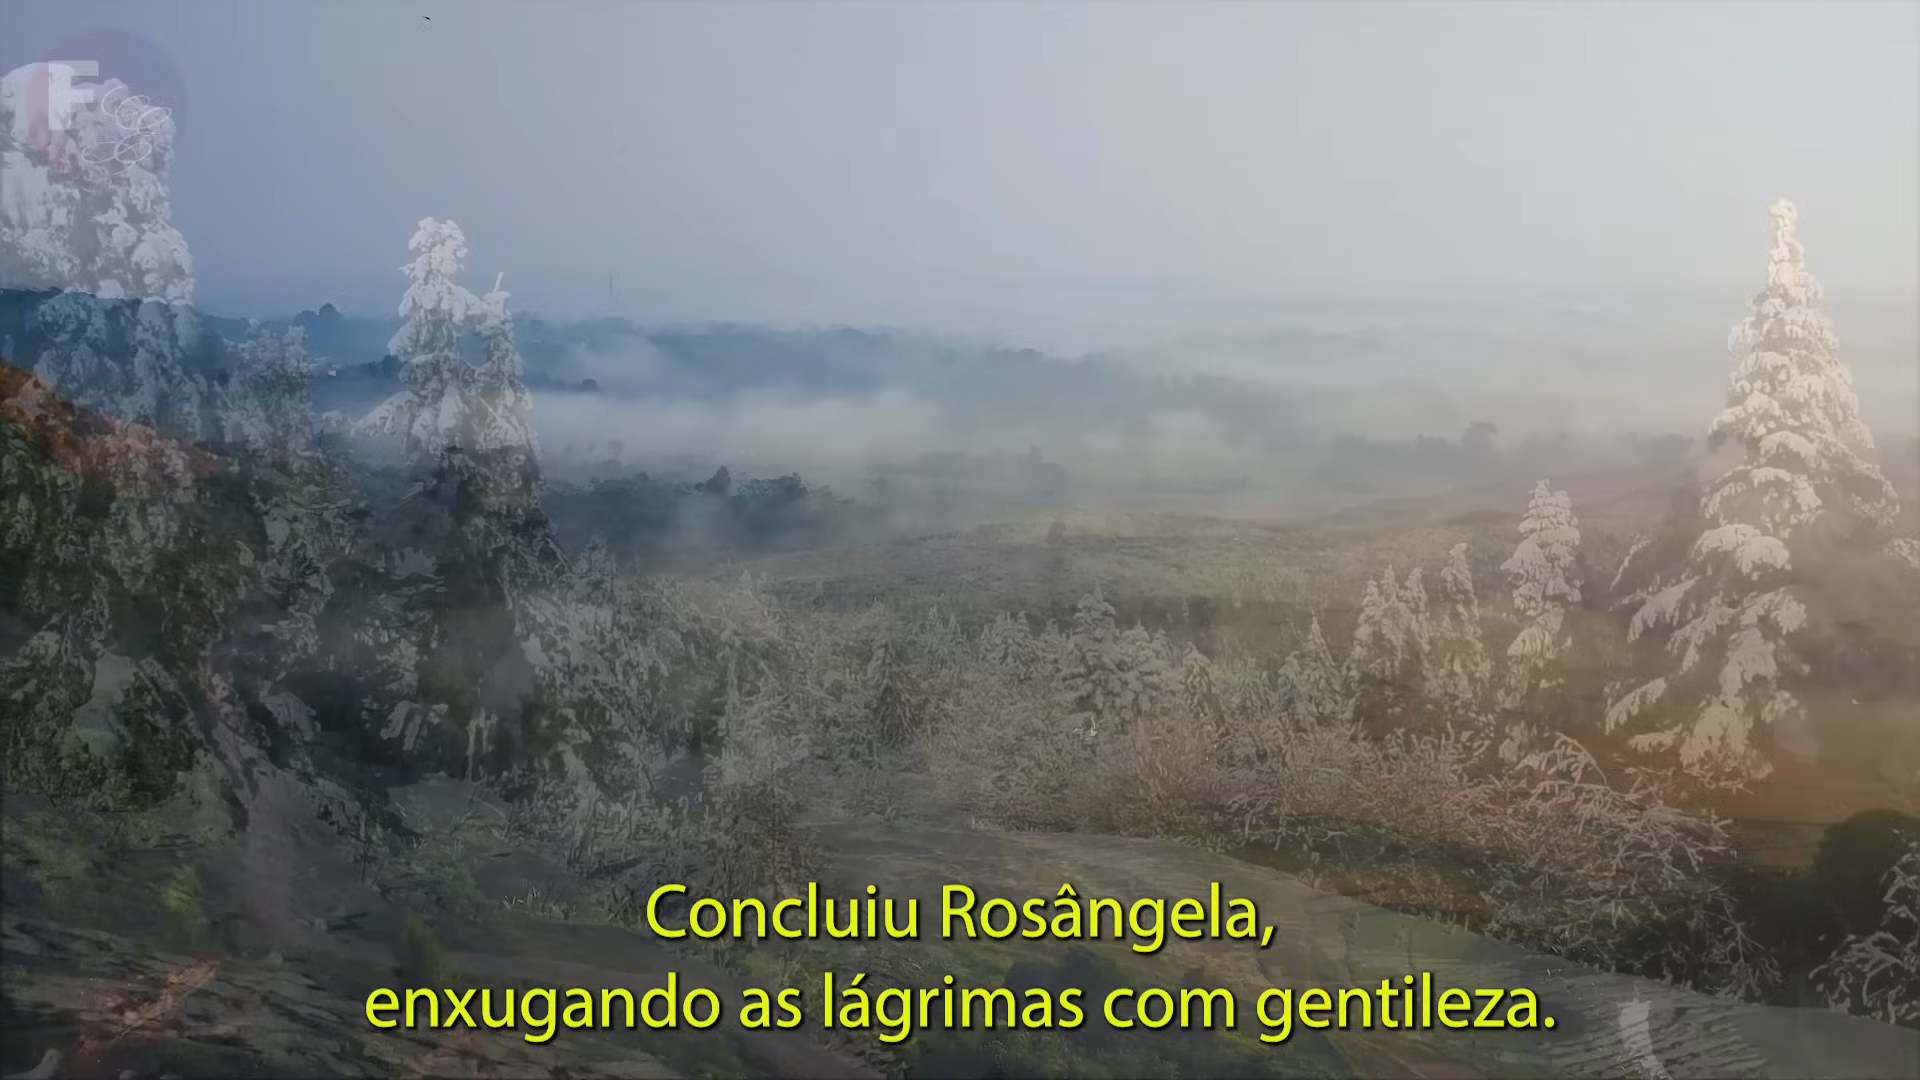 F
Concluiu Rosângela,
enxugando as lágrimas com gentileza.